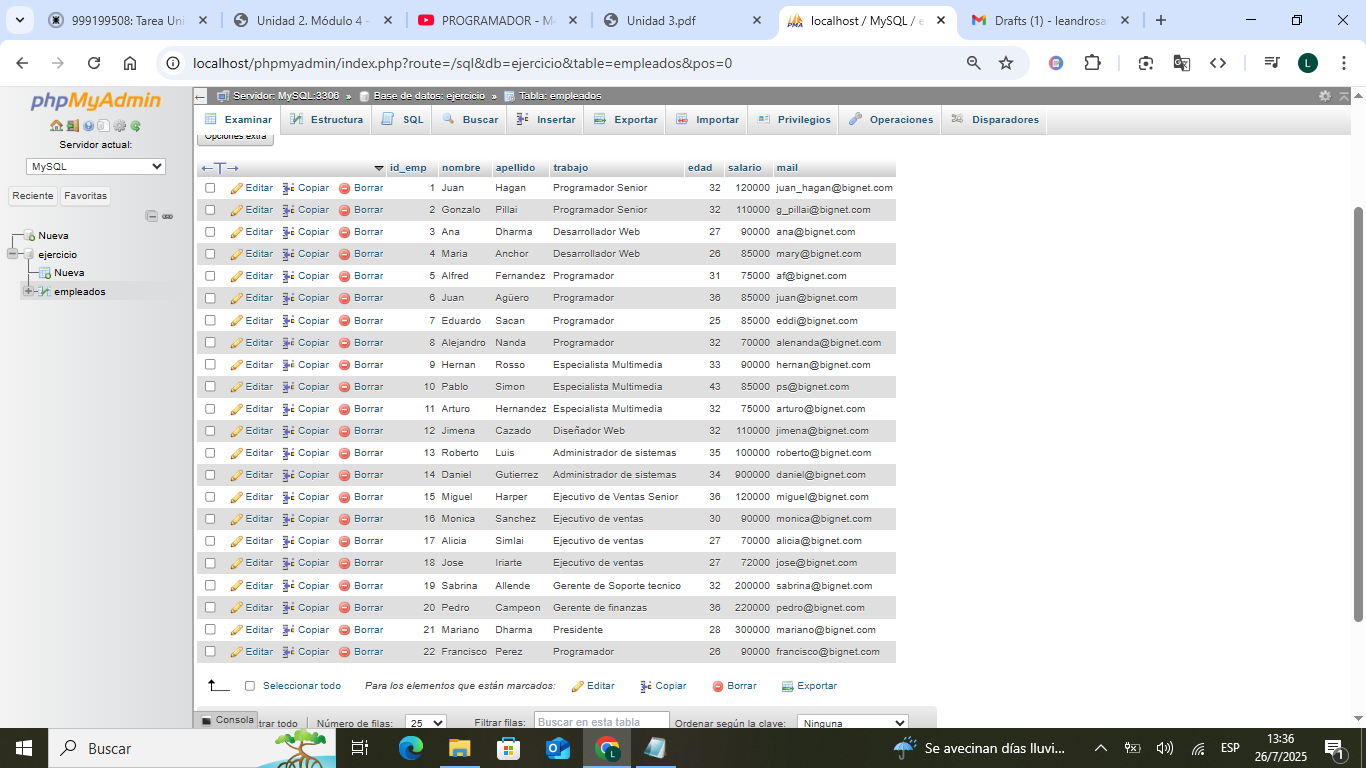 999199508: Tarea Uni
Unidad 2. Módulo 4 -
PROGRAMADOR - M
Unidad 3.pdf
localhost / MySQL / e
Drafts (1) - leandrosa
localhost/phpmyadmin/index.php?route=/sql&db=ejercicio&table=empleados&pos=0
L
phpMyAdmin
Servidor actual:
MySQL
Reciente Favoritas
Nueva
ejercicio
Nueva
empleados
Servidor: MySQL:3306 » Base de datos: ejercicio » Tabla: empleados
Examinar Estructura SQL Buscar Insertar Exportar Importar Privilegios Operaciones Disparadores
Opciones extra
id_emp nombre apellido trabajo edad salario mail
Editar Copiar Borrar 1 Juan Hagan Programador Senior 32 120000 juan_hagan@bignet.com
Editar Copiar Borrar 2 Gonzalo Pillai Programador Senior 32 110000 g_pillai@bignet.com
Editar Copiar Borrar 3 Ana Dharma Desarrollador Web 27 90000 ana@bignet.com
Editar Copiar Borrar 4 Maria Anchor Desarrollador Web 26 85000 mary@bignet.com
Editar Copiar Borrar 5 Alfred Fernandez Programador 31 75000 af@bignet.com
Editar Copiar Borrar 6 Juan Agüero Programador 36 85000 juan@bignet.com
Editar Copiar Borrar 7 Eduardo Sacan Programador 25 85000 eddi@bignet.com
Editar Copiar Borrar 8 Alejandro Nanda Programador 32 70000 alenanda@bignet.com
Editar Copiar Borrar 9 Hernan Rosso Especialista Multimedia 33 90000 hernan@bignet.com
Editar Copiar Borrar 10 Pablo Simon Especialista Multimedia 43 85000 ps@bignet.com
Editar Copiar Borrar 11 Arturo Hernandez Especialista Multimedia 32 75000 arturo@bignet.com
Editar Copiar Borrar 12 Jimena Cazado Diseñador Web 32 110000 jimena@bignet.com
Editar Copiar Borrar 13 Roberto Luis Administrador de sistemas 35 100000 roberto@bignet.com
Editar Copiar Borrar 14 Daniel Gutierrez Administrador de sistemas 34 900000 daniel@bignet.com
Editar Copiar Borrar 15 Miguel Harper Ejecutivo de Ventas Senior 36 120000 miguel@bignet.com
Editar Copiar Borrar 16 Monica Sanchez Ejecutivo de ventas 30 90000 monica@bignet.com
Editar Copiar Borrar 17 Alicia Simlai Ejecutivo de ventas 27 70000 alicia@bignet.com
Editar Copiar Borrar 18 Jose Iriarte Ejecutivo de ventas 27 72000 jose@bignet.com
Editar Copiar Borrar 19 Sabrina Allende Gerente de Soporte tecnico 32 200000 sabrina@bignet.com
Editar Copiar Borrar 20 Pedro Campeon Gerente de finanzas 36 220000 pedro@bignet.com
Editar Copiar Borrar 21 Mariano Dharma Presidente 28 300000 mariano@bignet.com
Editar Copiar Borrar 22 Francisco Perez Programador 26 90000 francisco@bignet.com
Seleccionar todo Para los elementos que están marcados: Editar Copiar Borrar Exportar
Consola trar todo Número de filas: 25 Filtrar filas: Buscar en esta tabla Ordenar según la clave: Ninguna
Buscar
Se avecinan días lluvi...
ESP
13:36
26/7/2025
1